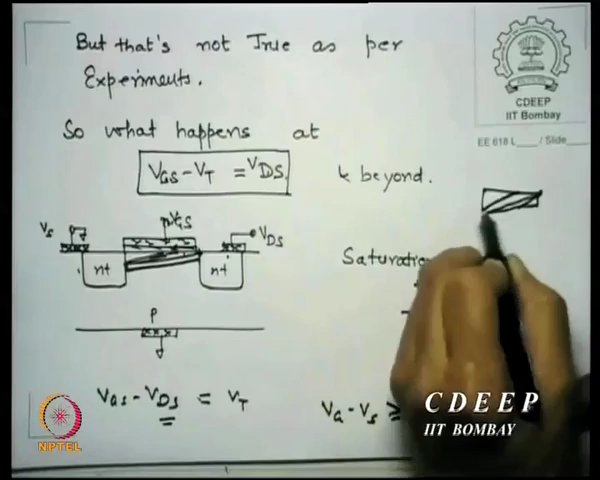 But that's not True as per
Experiments.
So what happens at
VGS - VT = VDS. & beyond.
CDEEP
IIT Bombay
EE 618 L___ / Slide
VS
VGS
VDS
n+
n+
P
Saturation
VGS - VDS = VT
VG - VS ≥
CDEEP
IIT BOMBAY
NPTEL